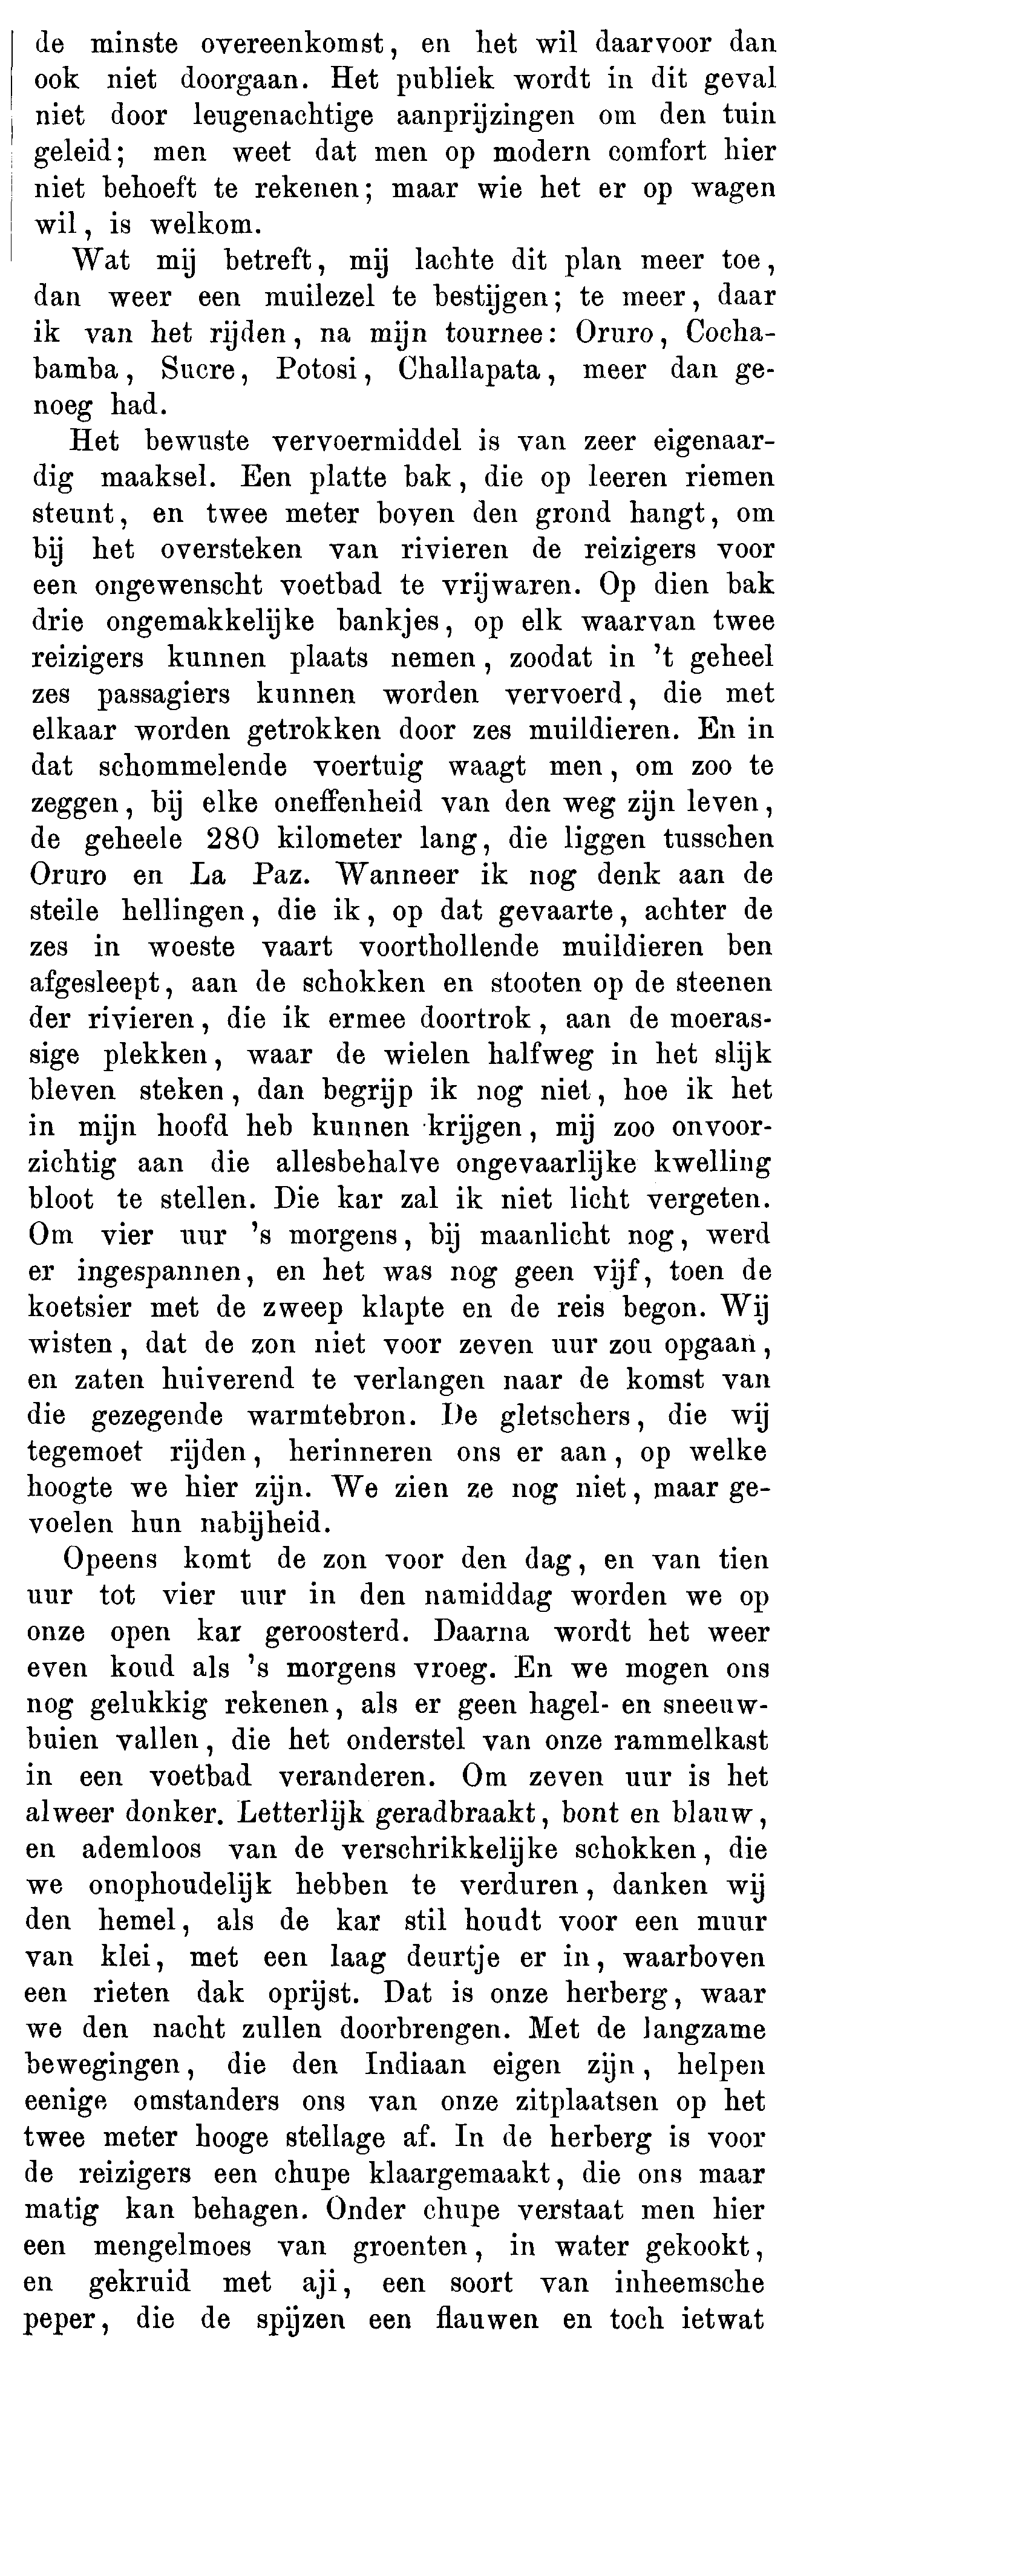 de minste overeenkomst, en het wil daarvoor dan
ook niet doorgaan. Het publiek wordt in dit geval
niet door leugenachtige aanprijzingen om den tuin
geleid; men weet dat men op modern comfort hier
niet behoeft te rekenen; maar wie het er op wagen
wil, is welkom.
Wat mij betreft, mij lachte dit plan meer toe,
dan weer een muilezel te bestijgen; te meer, daar
ik van het rijden, na mijn tournee: Oruro, Cocha-
bamba, Sucre, Potosi, Challapata, meer dan ge-
noeg had.
Het bewuste vervoermiddel is van zeer eigenaar-
dig maaksel. Een platte bak, die op leeren riemen
steunt, en twee meter boven den grond hangt, om
bij het oversteken van rivieren de reizigers voor
een ongewenscht voetbad te vrijwaren. Op dien bak
drie ongemakkelijke bankjes, op elk waarvan twee
reizigers kunnen plaats nemen, zoodat in 't geheel
zes passagiers kunnen worden vervoerd, die met
elkaar worden getrokken door zes muildieren. En in
dat schommelende voertuig waagt men, om zoo te
zeggen, bij elke oneffenheid van den weg zijn leven,
de geheele 280 kilometer lang, die liggen tusschen
Oruro en La Paz. Wanneer ik nog denk aan de
steile hellingen, die ik, op dat gevaarte, achter de
zes in woeste vaart voorthollende muildieren ben
afgesleept, aan de schokken en stooten op de steenen
der rivieren, die ik ermee doortrok, aan de moeras-
sige plekken, waar de wielen halfweg in het slijk
bleven steken, dan begrijp ik nog niet, hoe ik het
in mijn hoofd heb kunnen krijgen, mij zoo onvoor-
zichtig aan die allesbehalve ongevaarlijke kwelling
bloot te stellen. Die kar zal ik niet licht vergeten.
Om vier uur 's morgens, bij maanlicht nog, werd
er ingespannen, en het was nog geen vijf, toen de
koetsier met de zweep klapte en de reis begon. Wij
wisten, dat de zon niet voor zeven uur zou opgaan,
en zaten huiverend te verlangen naar de komst van
die gezegende warmtebron. De gletschers, die wij
tegemoet rijden, herinneren ons er aan, op welke
hoogte we hier zijn. We zien ze nog niet, maar ge-
voelen hun nabijheid.
Opeens komt de zon voor den dag, en van tien
uur tot vier uur in den namiddag worden we op
onze open kar geroosterd. Daarna wordt het weer
even koud als 's morgens vroeg. En we mogen ons
nog gelukkig rekenen, als er geen hagel- en sneeuw-
buien vallen, die het onderstel van onze rammelkast
in een voetbad veranderen. Om zeven uur is het
alweer donker. Letterlijk geradbraakt, bont en blauw,
en ademloos van de verschrikkelijke schokken, die
we onophoudelijk hebben te verduren, danken wij
den hemel, als de kar stil houdt voor een muur
van klei, met een laag deurtje er in, waarboven
een rieten dak oprijst. Dat is onze herberg, waar
we den nacht zullen doorbrengen. Met de langzame
bewegingen, die den Indiaan eigen zijn, helpen
eenige omstanders ons van onze zitplaatsen op het
twee meter hooge stellage af. In de herberg is voor
de reizigers een chupe klaargemaakt, die ons maar
matig kan behagen. Onder chupe verstaat men hier
een mengelmoes van groenten, in water gekookt,
en gekruid met aji, een soort van inheemsche
peper, die de spijzen een flauwen en toch ietwat